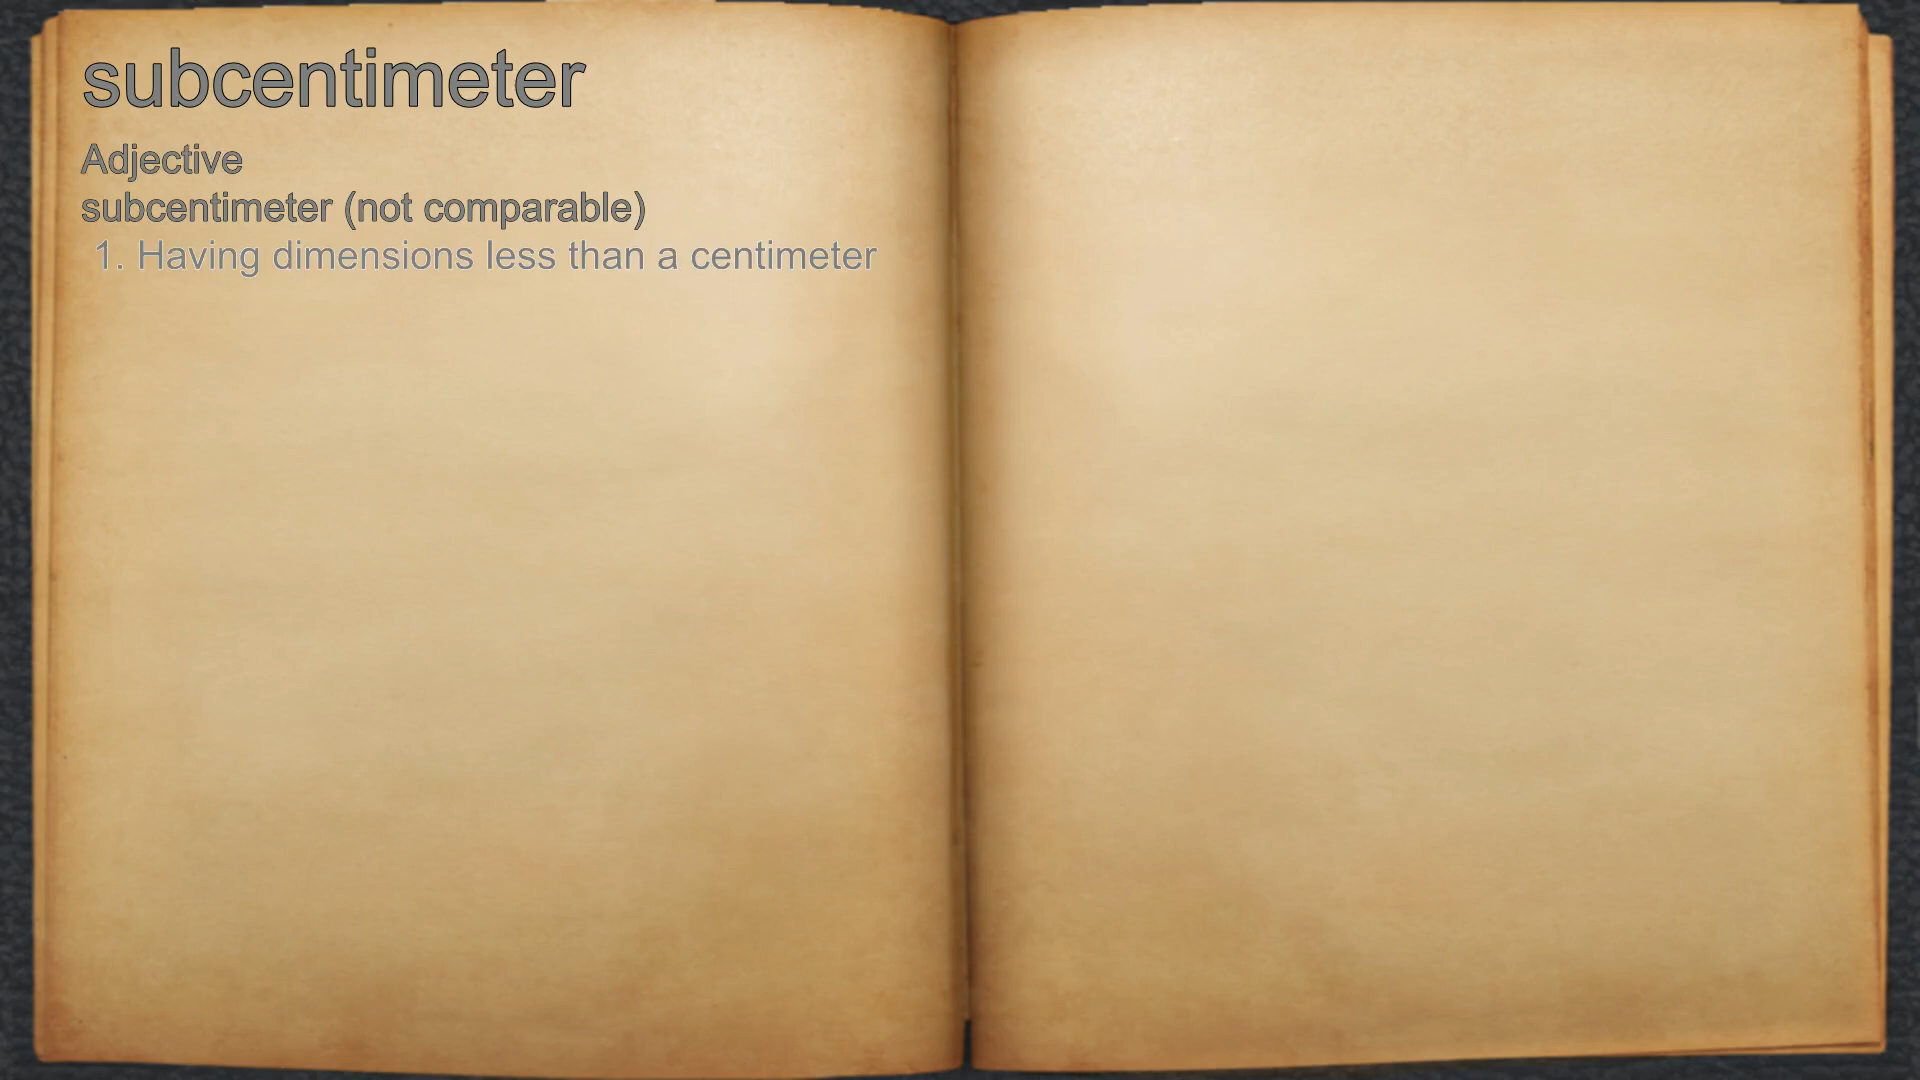 subcentimeter
Adjective
subcentimeter (not comparable)
1. Having dimensions less than a centimeter